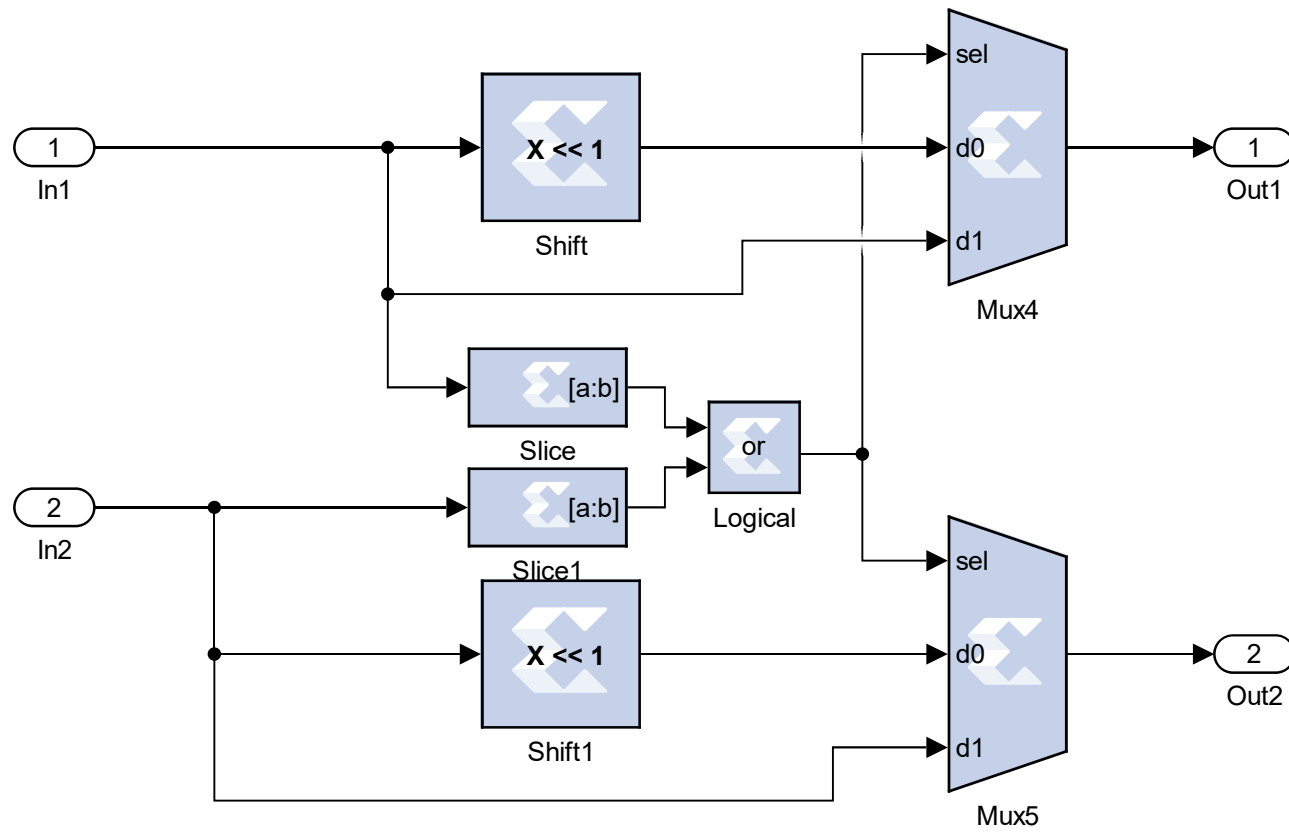 sel
1
In1
X << 1
Shift
d0
d1
Mux4
1
Out1
[a:b]
Slice
or
Logical
2
In2
[a:b]
Slice1
X << 1
Shift1
sel
d0
d1
Mux5
2
Out2